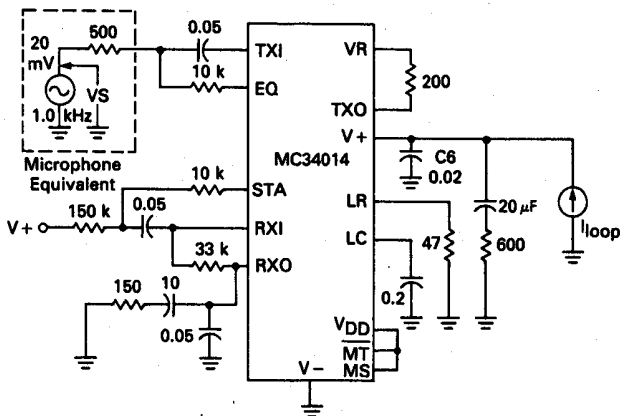 20
mV
500
VS
1.0 kHz
Microphone
Equivalent
0.05
10 k
TXI
EQ
MC34014
VR
200
TXO
V+
C6
0.02
20 μF
600
Iloop
10 k
STA
V+
150 k
0.05
RXI
33 k
RXO
150
10
0.05
LR
LC
47
0.2
VDD
MT
MS
V−